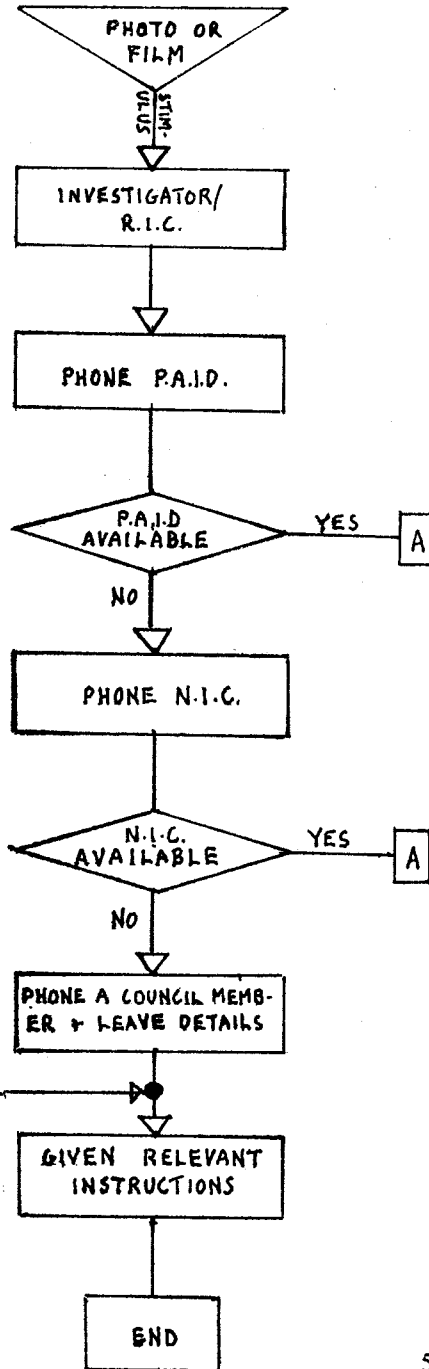 PHOTO OR
FILM
STIM-
ULUS
INVESTIGATOR/
R.I.C.
PHONE P.A.I.D.
P.A.I.D
AVAILABLE
YES
A
NO
PHONE N.I.C.
N.I.C.
AVAILABLE
YES
A
NO
PHONE A COUNCIL MEMB-
ER + LEAVE DETAILS
GIVEN RELEVANT
INSTRUCTIONS
END
5